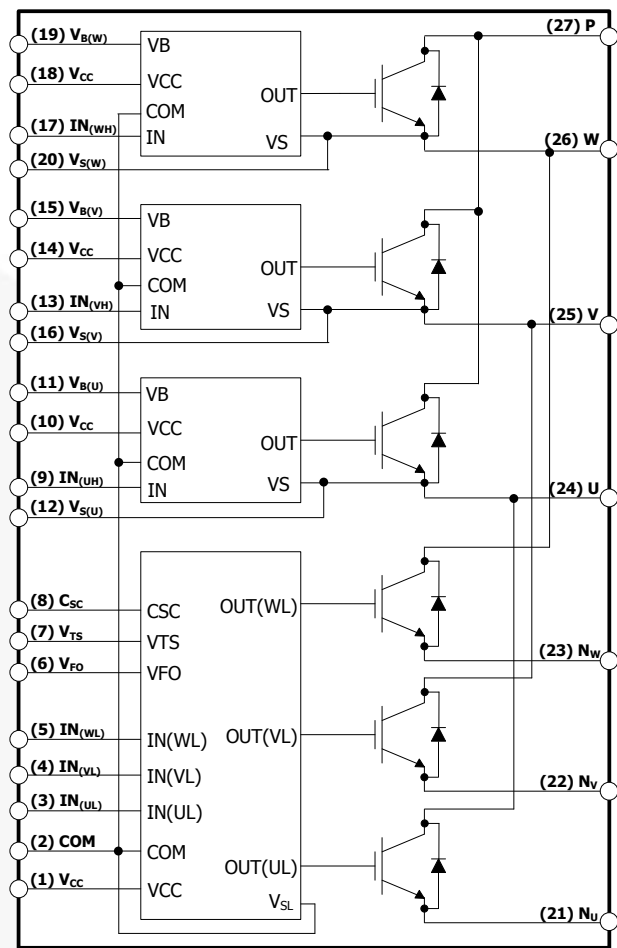 (19) VB(W)
VB
(27) P
(18) VCC
VCC
OUT
COM
(17) IN(WH)
IN
VS
(26) W
(20) VS(W)
(15) VB(V)
VB
(14) VCC
VCC
OUT
COM
(13) IN(VH)
IN
VS
(25) V
(16) VS(V)
(11) VB(U)
VB
(10) VCC
VCC
OUT
COM
(9) IN(UH)
IN
VS
(24) U
(12) VS(U)
(8) CSC
CSC
OUT(WL)
(7) VTS
VTS
(23) NW
(6) VFO
VFO
(5) IN(WL)
IN(WL)
OUT(VL)
(4) IN(VL)
IN(VL)
(22) NV
(3) IN(UL)
IN(UL)
(2) COM
COM
OUT(UL)
(1) VCC
VCC
VSL
(21) NU